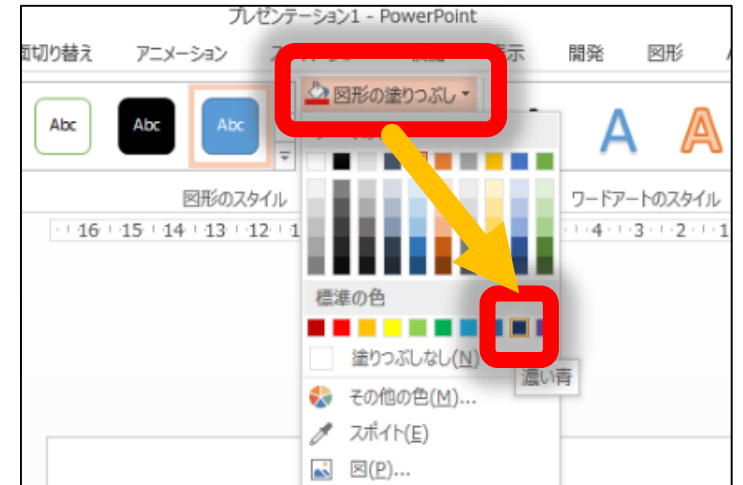 プレゼンテーション1 - PowerPoint
面切り替え アニメーション 表示 開発 図形
図形の塗りつぶし
Abc Abc Abc A A
図形のスタイル ワードアートのスタイル
16 15 14 13 12 1 4 3 2 1
標準の色
塗りつぶしなし(N)
濃い青
その他の色(M)...
スポイト(E)
図(P)...